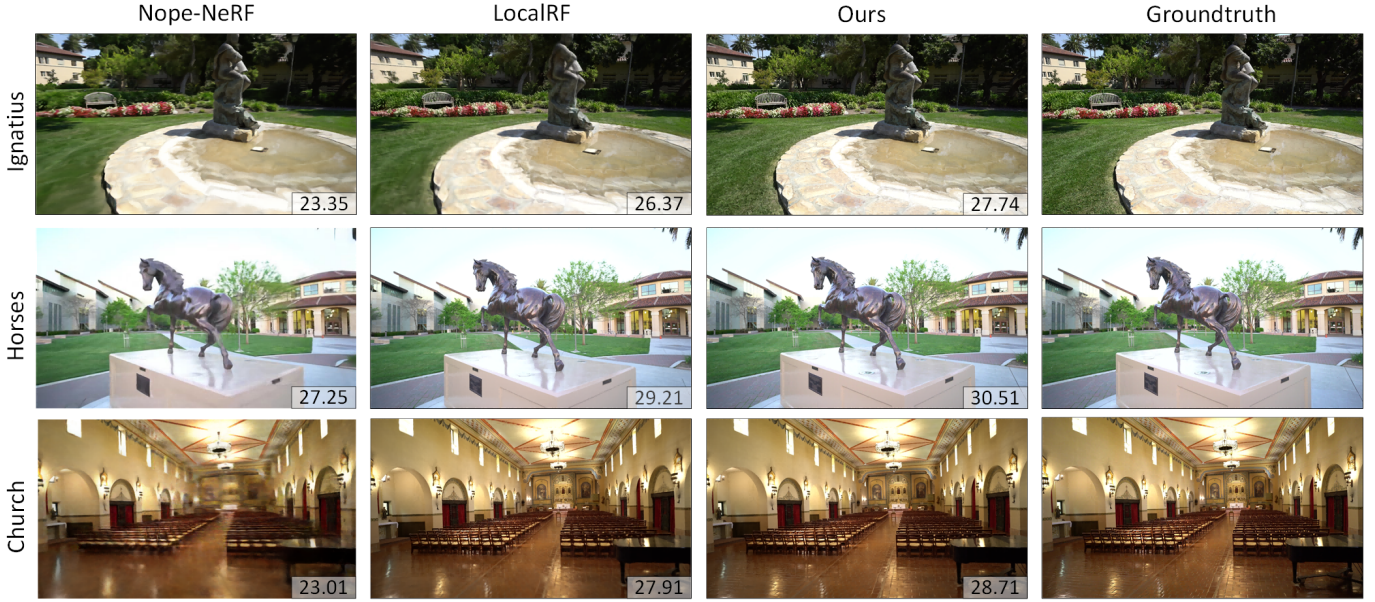 Nope-NeRF LocalRF Ours Groundtruth
Ignatius
23.35 26.37 27.74
Horses
27.25 29.21 30.51
Church
23.01 27.91 28.71